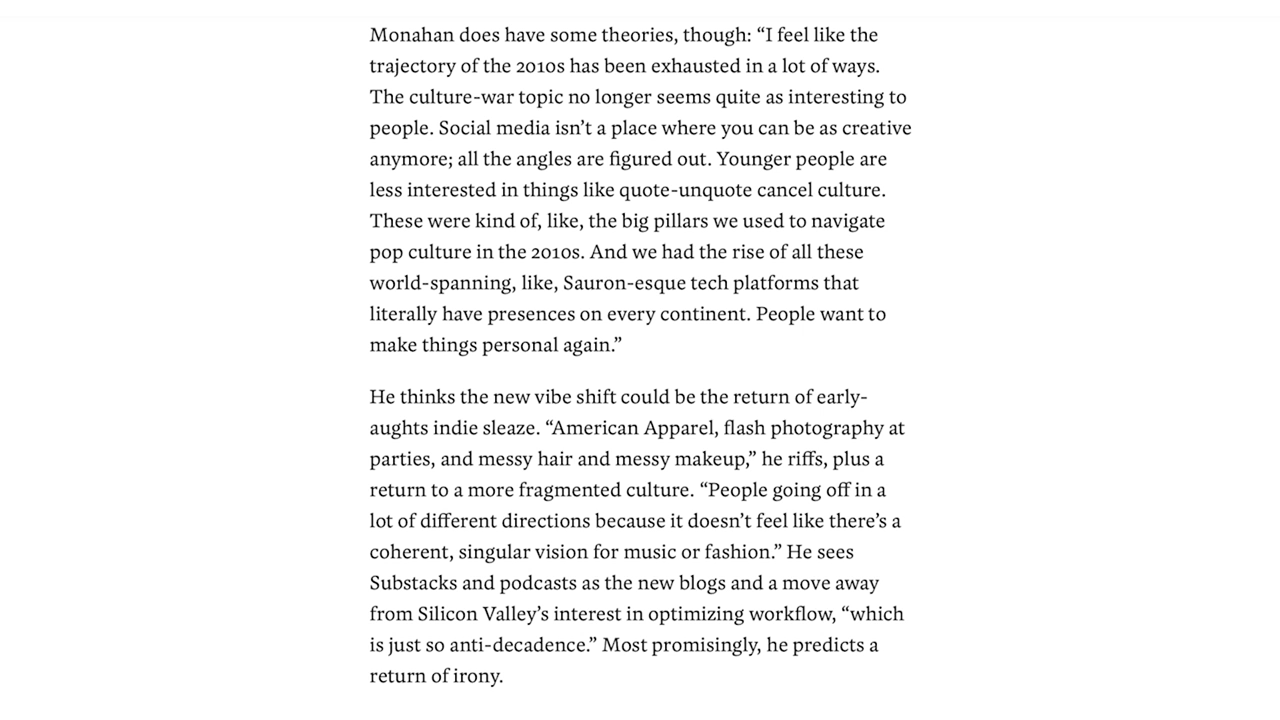 Monahan does have some theories, though: “I feel like the
trajectory of the 2010s has been exhausted in a lot of ways.
The culture-war topic no longer seems quite as interesting to
people. Social media isn’t a place where you can be as creative
anymore; all the angles are figured out. Younger people are
less interested in things like quote-unquote cancel culture.
These were kind of, like, the big pillars we used to navigate
pop culture in the 2010s. And we had the rise of all these
world-spanning, like, Sauron-esque tech platforms that
literally have presences on every continent. People want to
make things personal again.”
He thinks the new vibe shift could be the return of early-
aughts indie sleaze. “American Apparel, flash photography at
parties, and messy hair and messy makeup,” he riffs, plus a
return to a more fragmented culture. “People going off in a
lot of different directions because it doesn’t feel like there’s a
coherent, singular vision for music or fashion.” He sees
Substacks and podcasts as the new blogs and a move away
from Silicon Valley’s interest in optimizing workflow, “which
is just so anti-decadence.” Most promisingly, he predicts a
return of irony.